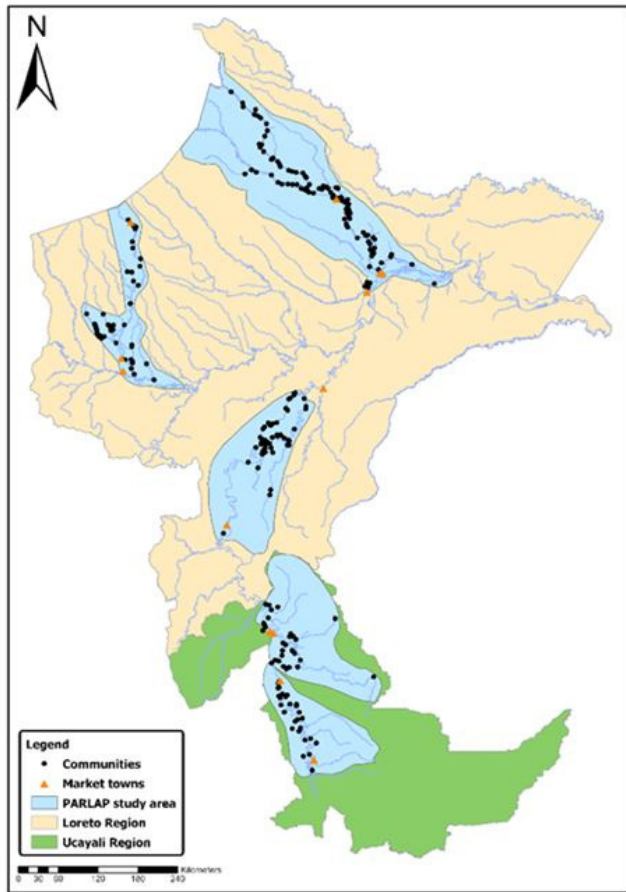 N
Legend
Communities
Market towns
PARLAP study area
Loreto Region
Ucayali Region
Kilometers
0 30 60 120 180 240